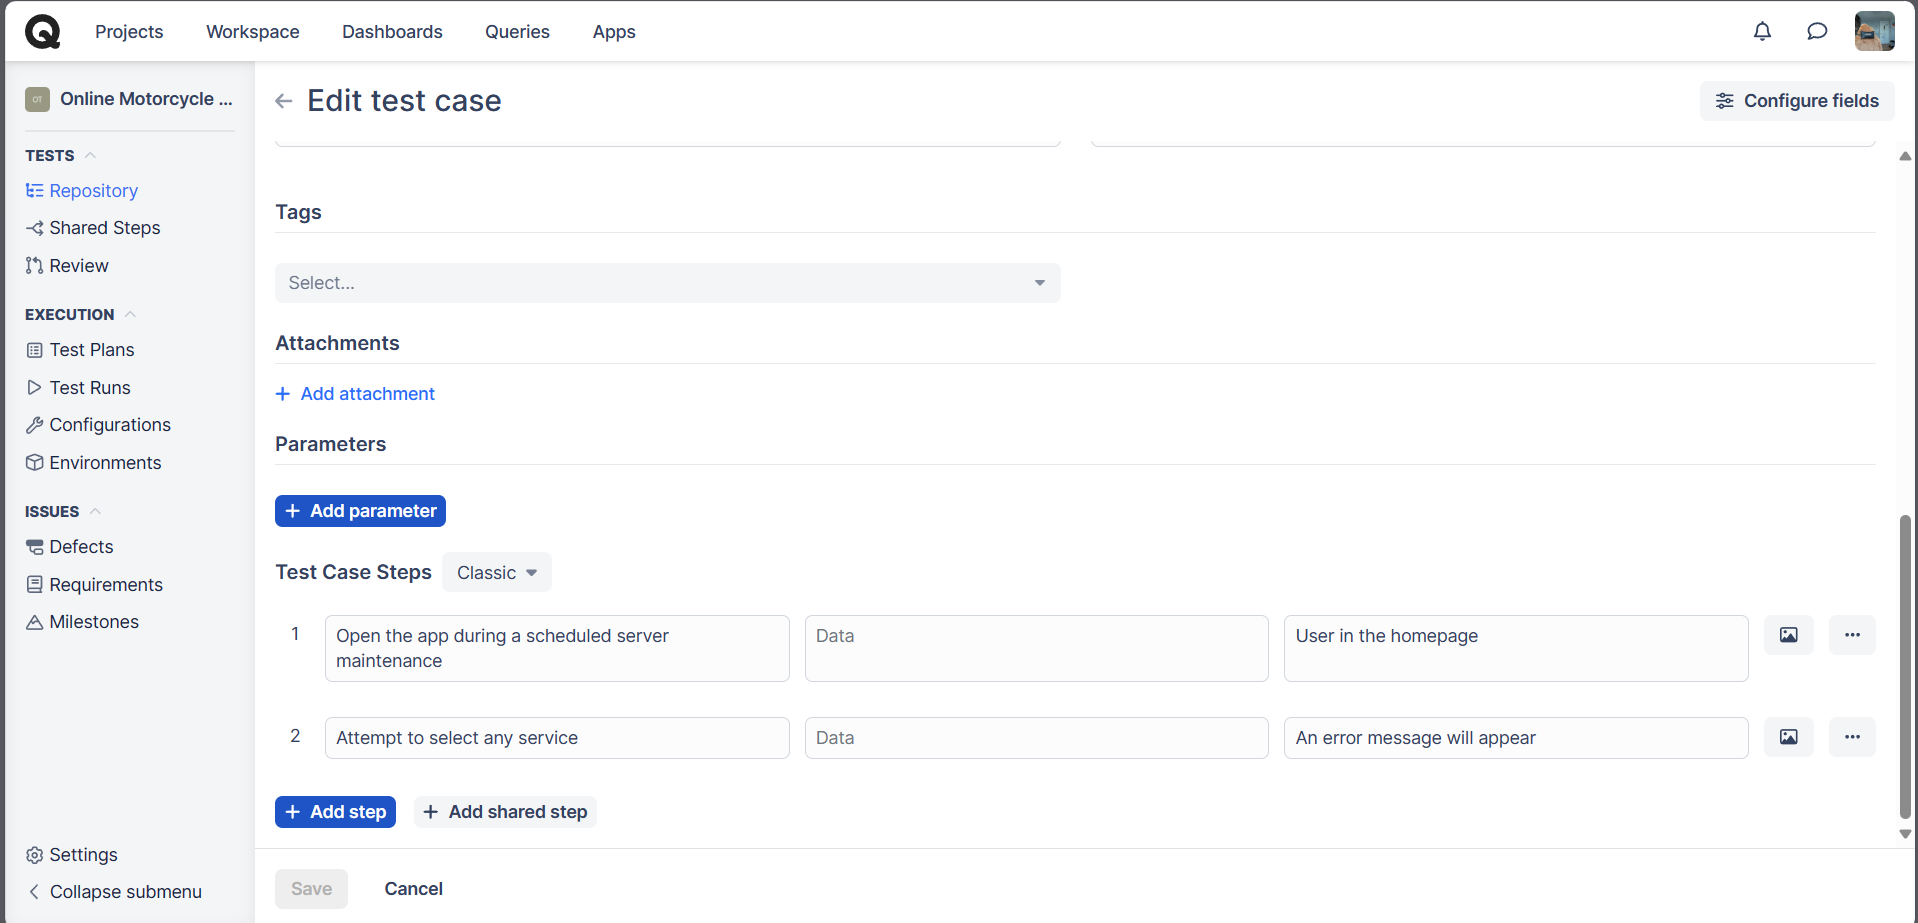 Projects
Workspace
Dashboards
Queries
Apps
OT
Online Motorcycle ...
TESTS
Repository
Shared Steps
Review
EXECUTION
Test Plans
Test Runs
Configurations
Environments
ISSUES
Defects
Requirements
Milestones
Settings
Collapse submenu
Edit test case
Configure fields
Tags
Select...
Attachments
+ Add attachment
Parameters
+ Add parameter
Test Case Steps
Classic
1
Open the app during a scheduled server
maintenance
Data
User in the homepage
2
Attempt to select any service
Data
An error message will appear
+ Add step
+ Add shared step
Save
Cancel